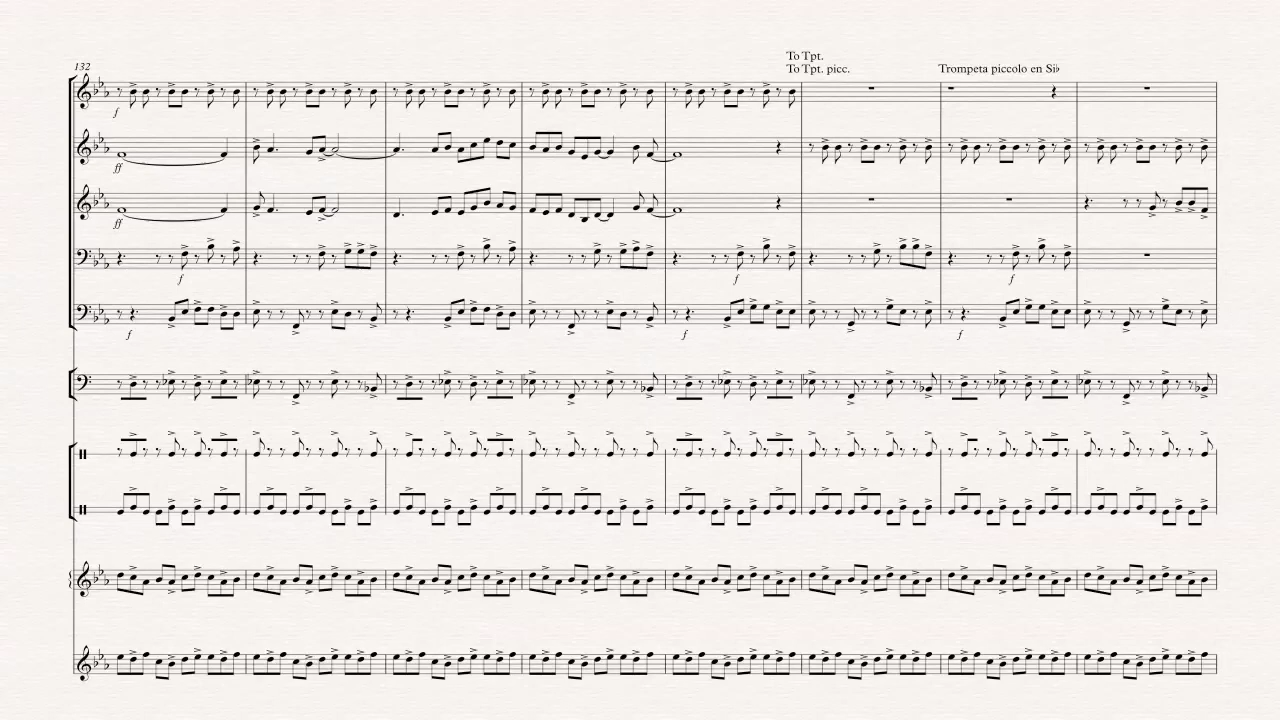 To Tpt.
132
To Tpt. picc.
Trompeta piccolo en Si♭
f
ff
ff
f
f
f
f
f
f